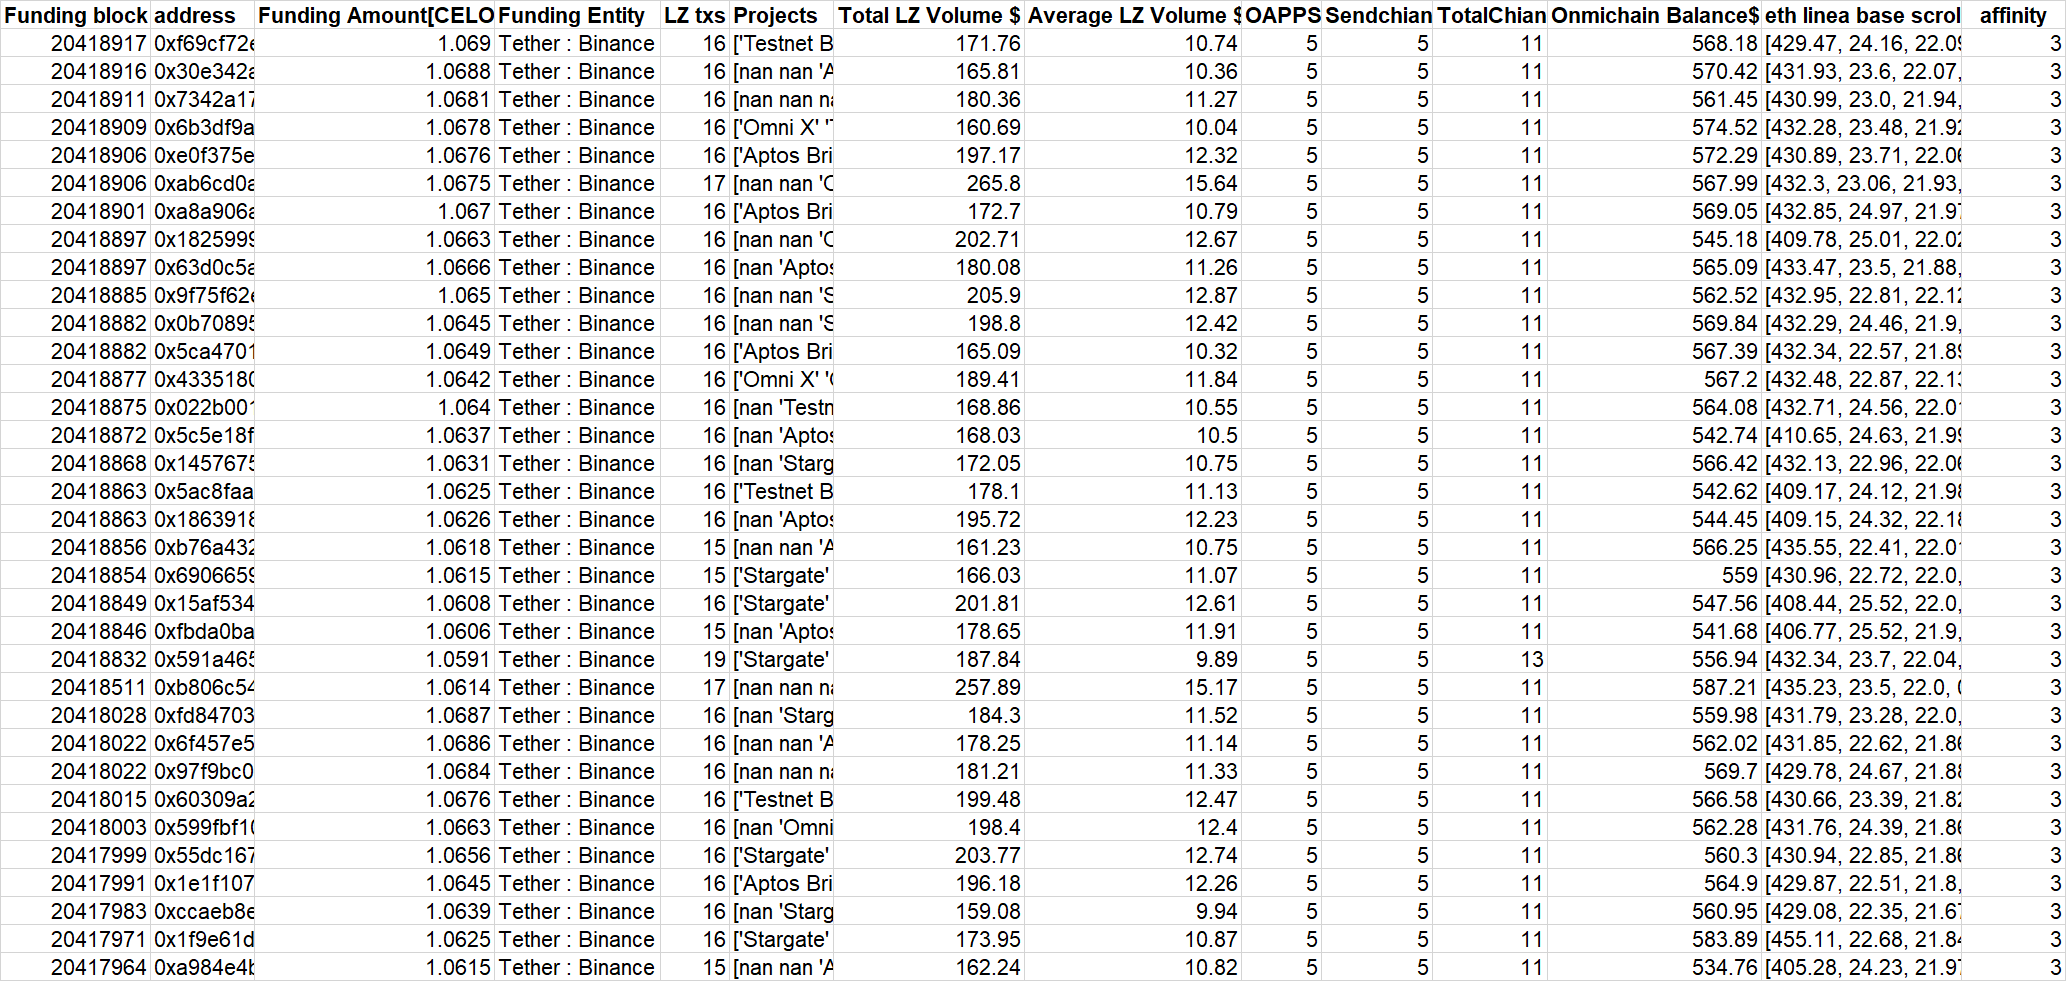 Funding block address Funding Amount[CELO Funding Entity LZ txs Projects Total LZ Volume $ Average LZ Volume $ OAPPS Sendchian TotalChian Onmichain Balance$ eth linea base scrol affinity
20418917 0xf69cf72e 1.069 Tether : Binance 16 ['Testnet B 171.76 10.74 5 5 11 568.18 [429.47, 24.16, 22.09 3
20418916 0x30e342a 1.0688 Tether : Binance 16 [nan nan 'A 165.81 10.36 5 5 11 570.42 [431.93, 23.6, 22.07, 3
20418911 0x7342a17 1.0681 Tether : Binance 16 [nan nan na 180.36 11.27 5 5 11 561.45 [430.99, 23.0, 21.94, 3
20418909 0x6b3df9a 1.0678 Tether : Binance 16 ['Omni X' 'T 160.69 10.04 5 5 11 574.52 [432.28, 23.48, 21.92 3
20418906 0xe0f375e 1.0676 Tether : Binance 16 ['Aptos Bri 197.17 12.32 5 5 11 572.29 [430.89, 23.71, 22.06 3
20418906 0xab6cd0a 1.0675 Tether : Binance 17 [nan nan 'O 265.8 15.64 5 5 11 567.99 [432.3, 23.06, 21.93, 3
20418901 0xa8a906a 1.067 Tether : Binance 16 ['Aptos Bri 172.7 10.79 5 5 11 569.05 [432.85, 24.97, 21.97 3
20418897 0x1825999 1.0663 Tether : Binance 16 [nan nan 'O 202.71 12.67 5 5 11 545.18 [409.78, 25.01, 22.02 3
20418897 0x63d0c5a 1.0666 Tether : Binance 16 [nan 'Aptos 180.08 11.26 5 5 11 565.09 [433.47, 23.5, 21.88, 3
20418885 0x9f75f62e 1.065 Tether : Binance 16 [nan nan 'S 205.9 12.87 5 5 11 562.52 [432.95, 22.81, 22.12 3
20418882 0x0b70895 1.0645 Tether : Binance 16 [nan nan 'S 198.8 12.42 5 5 11 569.84 [432.29, 24.46, 21.9, 3
20418882 0x5ca4701 1.0649 Tether : Binance 16 ['Aptos Bri 165.09 10.32 5 5 11 567.39 [432.34, 22.57, 21.89 3
20418877 0x4335180 1.0642 Tether : Binance 16 ['Omni X' 'O 189.41 11.84 5 5 11 567.2 [432.48, 22.87, 22.13 3
20418875 0x022b001 1.064 Tether : Binance 16 [nan 'Testn 168.86 10.55 5 5 11 564.08 [432.71, 24.56, 22.01 3
20418872 0x5c5e18f 1.0637 Tether : Binance 16 [nan 'Aptos 168.03 10.5 5 5 11 542.74 [410.65, 24.63, 21.99 3
20418868 0x1457675 1.0631 Tether : Binance 16 [nan 'Starg 172.05 10.75 5 5 11 566.42 [432.13, 22.96, 22.06 3
20418863 0x5ac8faa 1.0625 Tether : Binance 16 ['Testnet B 178.1 11.13 5 5 11 542.62 [409.17, 24.12, 21.98 3
20418863 0x1863918 1.0626 Tether : Binance 16 [nan 'Aptos 195.72 12.23 5 5 11 544.45 [409.15, 24.32, 22.18 3
20418856 0xb76a432 1.0618 Tether : Binance 15 [nan nan 'A 161.23 10.75 5 5 11 566.25 [435.55, 22.41, 22.01 3
20418854 0x6906659 1.0615 Tether : Binance 15 ['Stargate' 166.03 11.07 5 5 11 559 [430.96, 22.72, 22.0, 3
20418849 0x15af534 1.0608 Tether : Binance 16 ['Stargate' 201.81 12.61 5 5 11 547.56 [408.44, 25.52, 22.0, 3
20418846 0xfbda0ba 1.0606 Tether : Binance 15 [nan 'Aptos 178.65 11.91 5 5 11 541.68 [406.77, 25.52, 21.9, 3
20418832 0x591a465 1.0591 Tether : Binance 19 ['Stargate' 187.84 9.89 5 5 13 556.94 [432.34, 23.7, 22.04, 3
20418511 0xb806c54 1.0614 Tether : Binance 17 [nan nan na 257.89 15.17 5 5 11 587.21 [435.23, 23.5, 22.0, 0 3
20418028 0xfd84703 1.0687 Tether : Binance 16 [nan 'Starg 184.3 11.52 5 5 11 559.98 [431.79, 23.28, 22.0, 3
20418022 0x6f457e5 1.0686 Tether : Binance 16 [nan nan 'A 178.25 11.14 5 5 11 562.02 [431.85, 22.62, 21.86 3
20418022 0x97f9bc0 1.0684 Tether : Binance 16 [nan nan na 181.21 11.33 5 5 11 569.7 [429.78, 24.67, 21.88 3
20418015 0x60309a2 1.0676 Tether : Binance 16 ['Testnet B 199.48 12.47 5 5 11 566.58 [430.66, 23.39, 21.82 3
20418003 0x599fbf10 1.0663 Tether : Binance 16 [nan 'Omni 198.4 12.4 5 5 11 562.28 [431.76, 24.39, 21.86 3
20417999 0x55dc167 1.0656 Tether : Binance 16 ['Stargate' 203.77 12.74 5 5 11 560.3 [430.94, 22.85, 21.86 3
20417991 0x1e1f107 1.0645 Tether : Binance 16 ['Aptos Bri 196.18 12.26 5 5 11 564.9 [429.87, 22.51, 21.8, 3
20417983 0xccaeb8e 1.0639 Tether : Binance 16 [nan 'Starg 159.08 9.94 5 5 11 560.95 [429.08, 22.35, 21.67 3
20417971 0x1f9e61d 1.0625 Tether : Binance 16 ['Stargate' 173.95 10.87 5 5 11 583.89 [455.11, 22.68, 21.84 3
20417964 0xa984e4b 1.0615 Tether : Binance 15 [nan nan 'A 162.24 10.82 5 5 11 534.76 [405.28, 24.23, 21.97 3